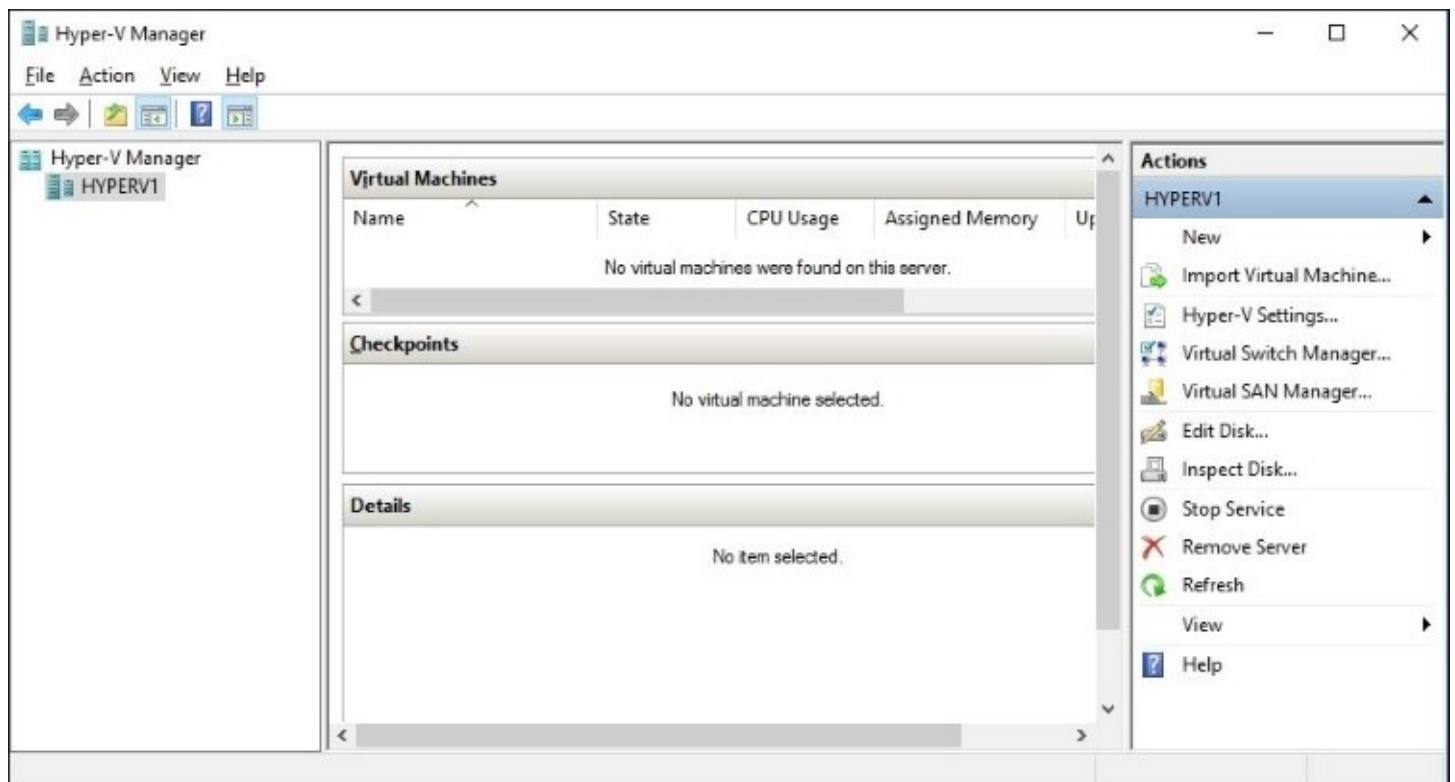 Hyper-V Manager
File Action View Help
Hyper-V Manager
HYPERV1
Virtual Machines
Name State CPU Usage Assigned Memory Up
No virtual machines were found on this server.
Checkpoints
No virtual machine selected.
Details
No item selected.
Actions
HYPERV1
New
Import Virtual Machine...
Hyper-V Settings...
Virtual Switch Manager...
Virtual SAN Manager...
Edit Disk...
Inspect Disk...
Stop Service
Remove Server
Refresh
View
Help